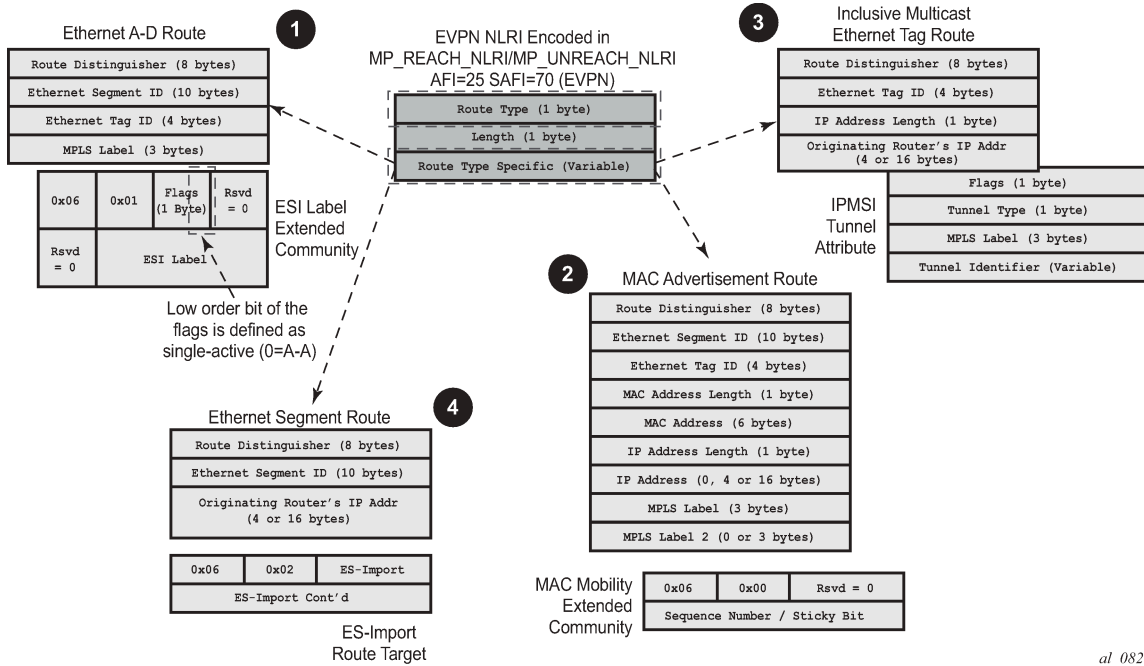 Ethernet A-D Route
1
Route Distinguisher (8 bytes)
Ethernet Segment ID (10 bytes)
Ethernet Tag ID (4 bytes)
MPLS Label (3 bytes)
0x06
0x01
Flags
(1 Byte)
Rsvd
= 0
Rsvd
= 0
ESI Label
ESI Label
Extended
Community
Low order bit of the
flags is defined as
single-active (0=A-A)
EVPN NLRI Encoded in
MP_REACH_NLRI/MP_UNREACH_NLRI
AFI=25 SAFI=70 (EVPN)
Route Type (1 byte)
Length (1 byte)
Route Type Specific (Variable)
3
Inclusive Multicast
Ethernet Tag Route
Route Distinguisher (8 bytes)
Ethernet Tag ID (4 bytes)
IP Address Length (1 byte)
Originating Router's IP Addr
(4 or 16 bytes)
IPMSI
Tunnel
Attribute
Flags (1 byte)
Tunnel Type (1 byte)
MPLS Label (3 bytes)
Tunnel Identifier (Variable)
2
MAC Advertisement Route
Route Distinguisher (8 bytes)
Ethernet Segment ID (10 bytes)
Ethernet Tag ID (4 bytes)
MAC Address Length (1 byte)
MAC Address (6 bytes)
IP Address Length (1 byte)
IP Address (0, 4 or 16 bytes)
MPLS Label (3 bytes)
MPLS Label 2 (0 or 3 bytes)
MAC Mobility
Extended
Community
0x06
0x00
Rsvd = 0
Sequence Number / Sticky Bit
Ethernet Segment Route
4
Route Distinguisher (8 bytes)
Ethernet Segment ID (10 bytes)
Originating Router's IP Addr
(4 or 16 bytes)
0x06
0x02
ES-Import
ES-Import Cont'd
ES-Import
Route Target
al_082